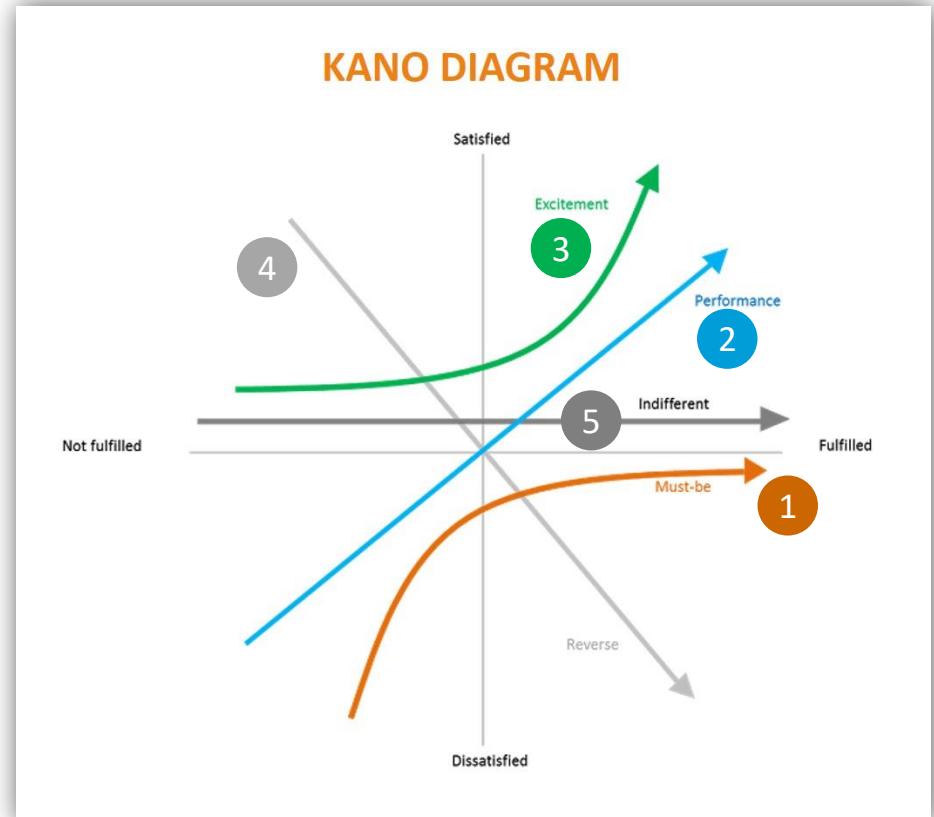 KANO DIAGRAM
Satisfied
Excitement
3
4
Performance
2
Indifferent
5
Not fulfilled
Fulfilled
Must-be
1
Reverse
Dissatisfied